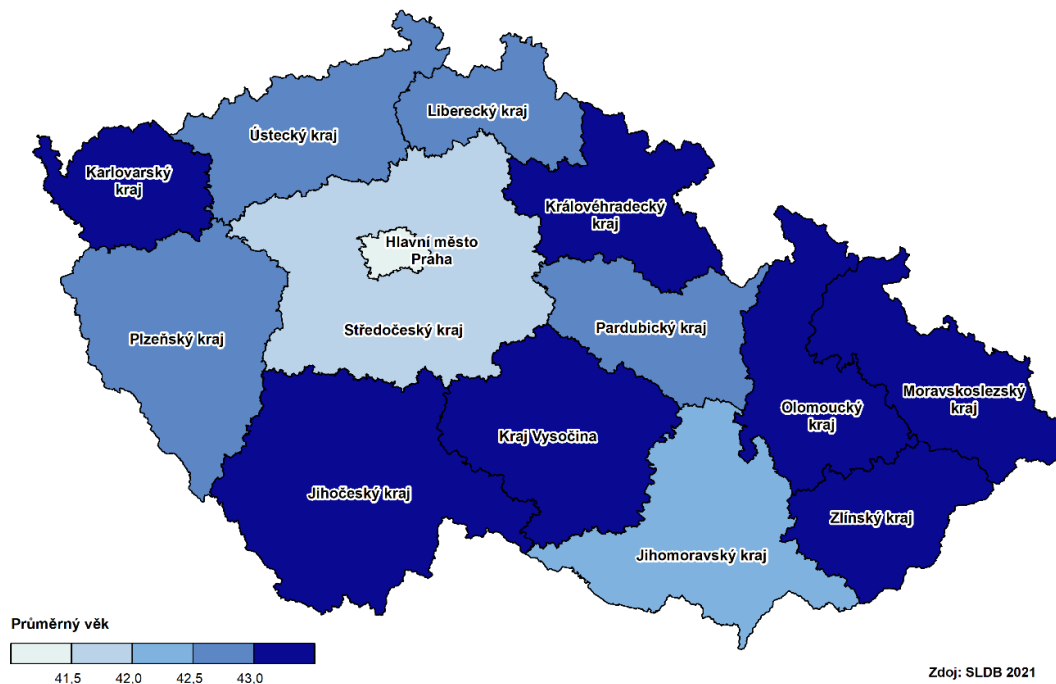 Ústecký kraj
Liberecký kraj
Karlovarský
kraj
Královéhradecký
kraj
Hlavní město
Praha
Plzeňský kraj
Středočeský kraj
Pardubický kraj
Moravskoslezský
kraj
Olomoucký
kraj
Kraj Vysočina
Jihočeský kraj
Zlínský kraj
Jihomoravský kraj
Průměrný věk
41,5 42,0 42,5 43,0
Zdoj: SLDB 2021